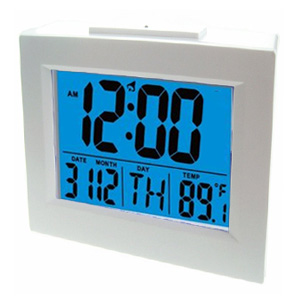 AM 12:00
DATE MONTH DAY TEMP
31 12 TH 89.1 °F